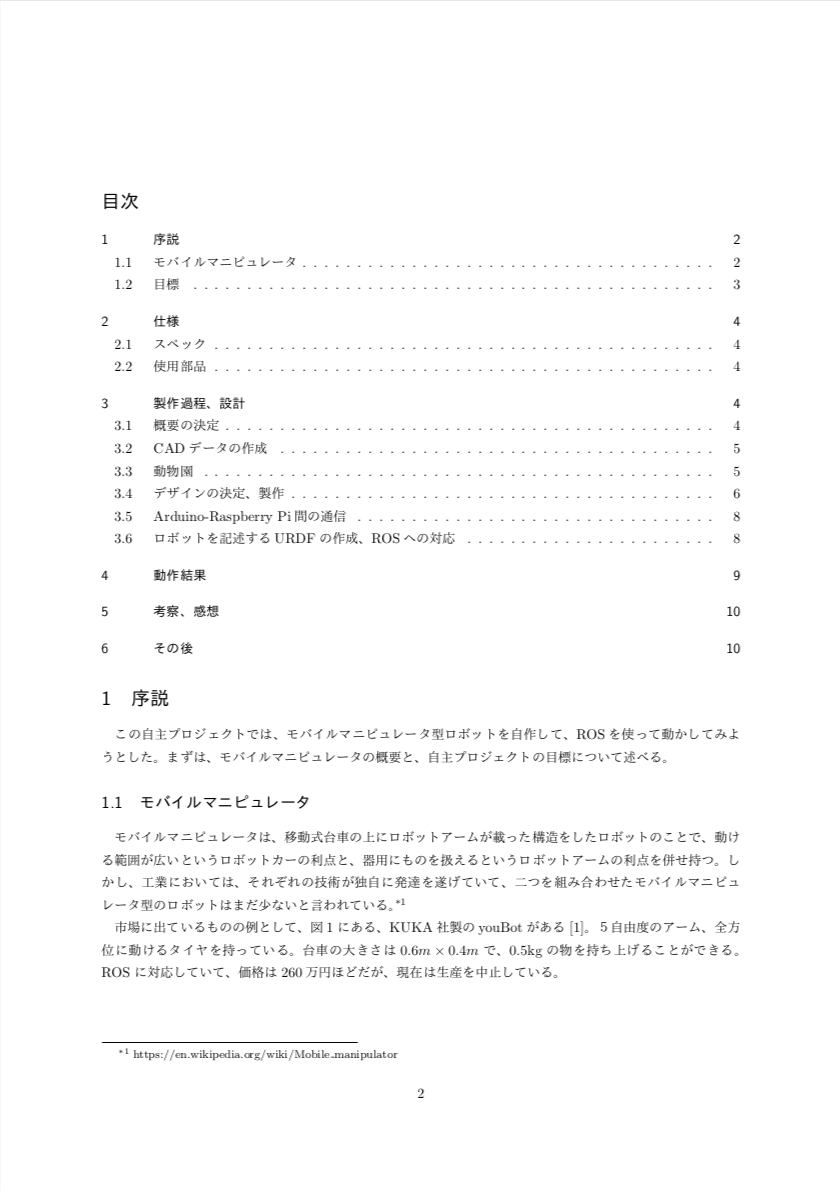 目次
1 序説 2
1.1 モバイルマニピュレータ . . . . . . . . . . . . . . . . . . . . . . . . . . . . . . . . . . . . . . 2
1.2 目標 . . . . . . . . . . . . . . . . . . . . . . . . . . . . . . . . . . . . . . . . . . . . . . . . 3
2 仕様 4
2.1 スペック . . . . . . . . . . . . . . . . . . . . . . . . . . . . . . . . . . . . . . . . . . . . . . 4
2.2 使用部品 . . . . . . . . . . . . . . . . . . . . . . . . . . . . . . . . . . . . . . . . . . . . . . 4
3 製作過程、設計 4
3.1 概要の決定 . . . . . . . . . . . . . . . . . . . . . . . . . . . . . . . . . . . . . . . . . . . . . 4
3.2 CAD データの作成 . . . . . . . . . . . . . . . . . . . . . . . . . . . . . . . . . . . . . . . . 5
3.3 動物園 . . . . . . . . . . . . . . . . . . . . . . . . . . . . . . . . . . . . . . . . . . . . . . . 5
3.4 デザインの決定、製作 . . . . . . . . . . . . . . . . . . . . . . . . . . . . . . . . . . . . . . . 6
3.5 Arduino-Raspberry Pi 間の通信 . . . . . . . . . . . . . . . . . . . . . . . . . . . . . . . . . 8
3.6 ロボットを記述する URDF の作成、ROS への対応 . . . . . . . . . . . . . . . . . . . . . . . 8
4 動作結果 9
5 考察、感想 10
6 その後 10
1 序説
この自主プロジェクトでは、モバイルマニピュレータ型ロボットを自作して、ROS を使って動かしてみよ
うとした。まずは、モバイルマニピュレータの概要と、自主プロジェクトの目標について述べる。
1.1 モバイルマニピュレータ
モバイルマニピュレータは、移動式台車の上にロボットアームが載った構造をしたロボットのことで、動け
る範囲が広いというロボットカーの利点と、器用にものを扱えるというロボットアームの利点を併せ持つ。し
かし、工業においては、それぞれの技術が独自に発達を遂げていて、二つを組み合わせたモバイルマニピュ
レータ型のロボットはまだ少ないと言われている。*1
市場に出ているものの例として、図 1 にある、KUKA 社製の youBot がある [1]。5 自由度のアーム、全方
位に動けるタイヤを持っている。台車の大きさは 0.6m × 0.4m で、0.5kg の物を持ち上げることができる。
ROS に対応していて、価格は 260 万円ほどだが、現在は生産を中止している。
*1 https://en.wikipedia.org/wiki/Mobile_manipulator
2